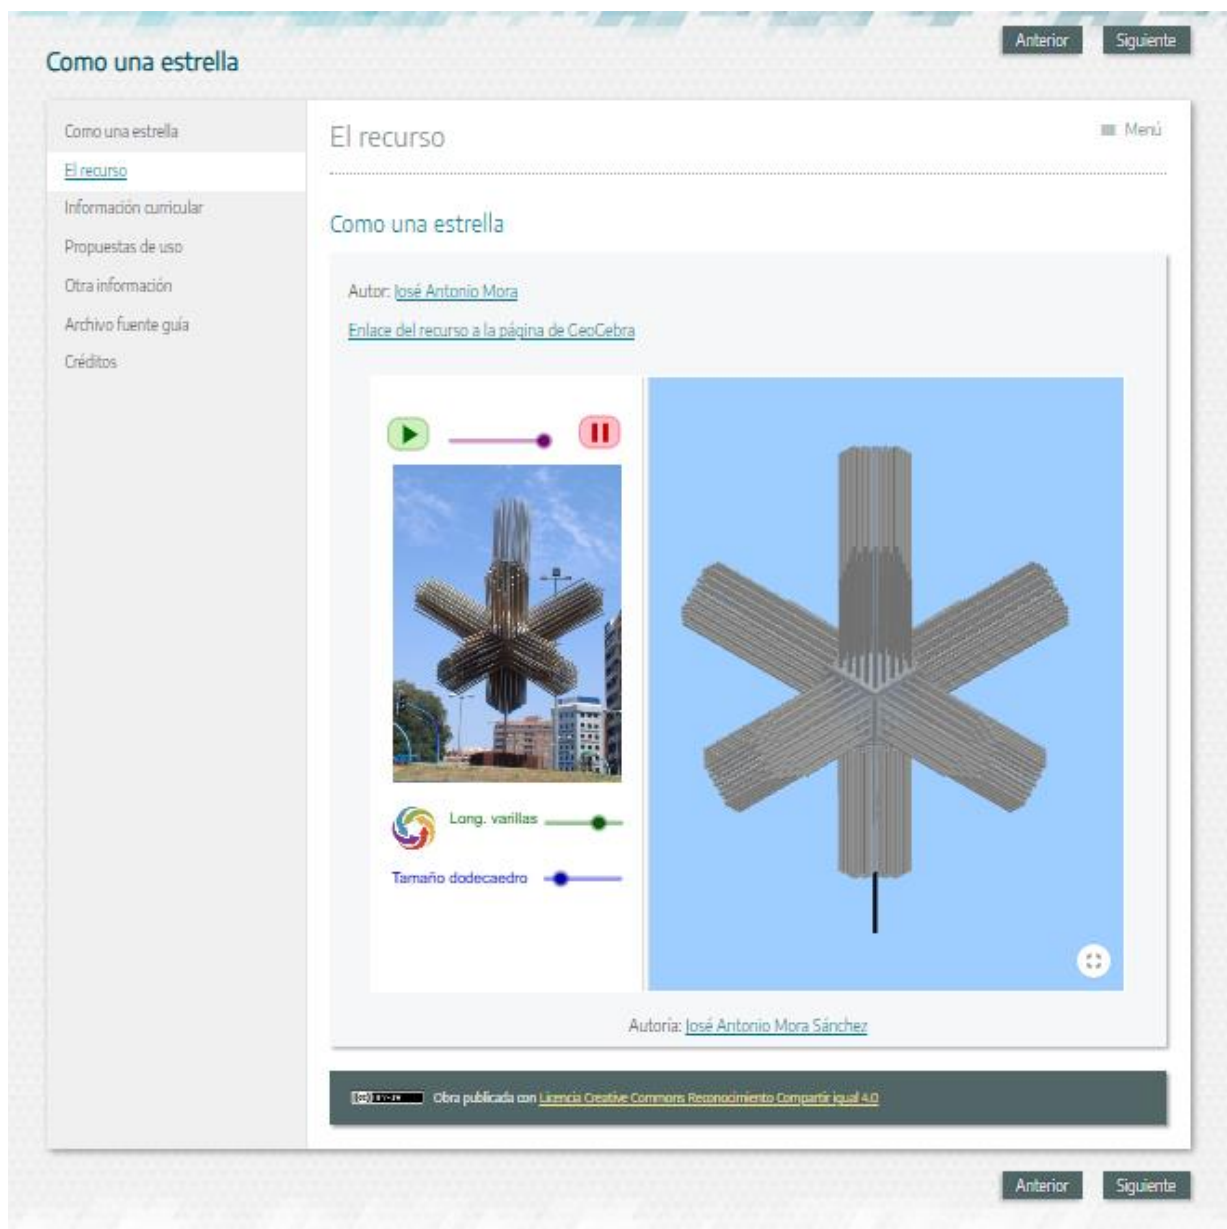 Anterior Siguiente
Como una estrella
Como una estrella
El recurso
Información curricular
Propuestas de uso
Otra información
Archivo fuente guía
Créditos
El recurso
Menú
Como una estrella
Autor: José Antonio Mora
Enlace del recurso a la página de GeoGebra
Long. varillas
Tamaño dodecaedro
Autoría: José Antonio Mora Sánchez
Obra publicada con Licencia Creative Commons Reconocimiento Compartir igual 4.0
Anterior Siguiente